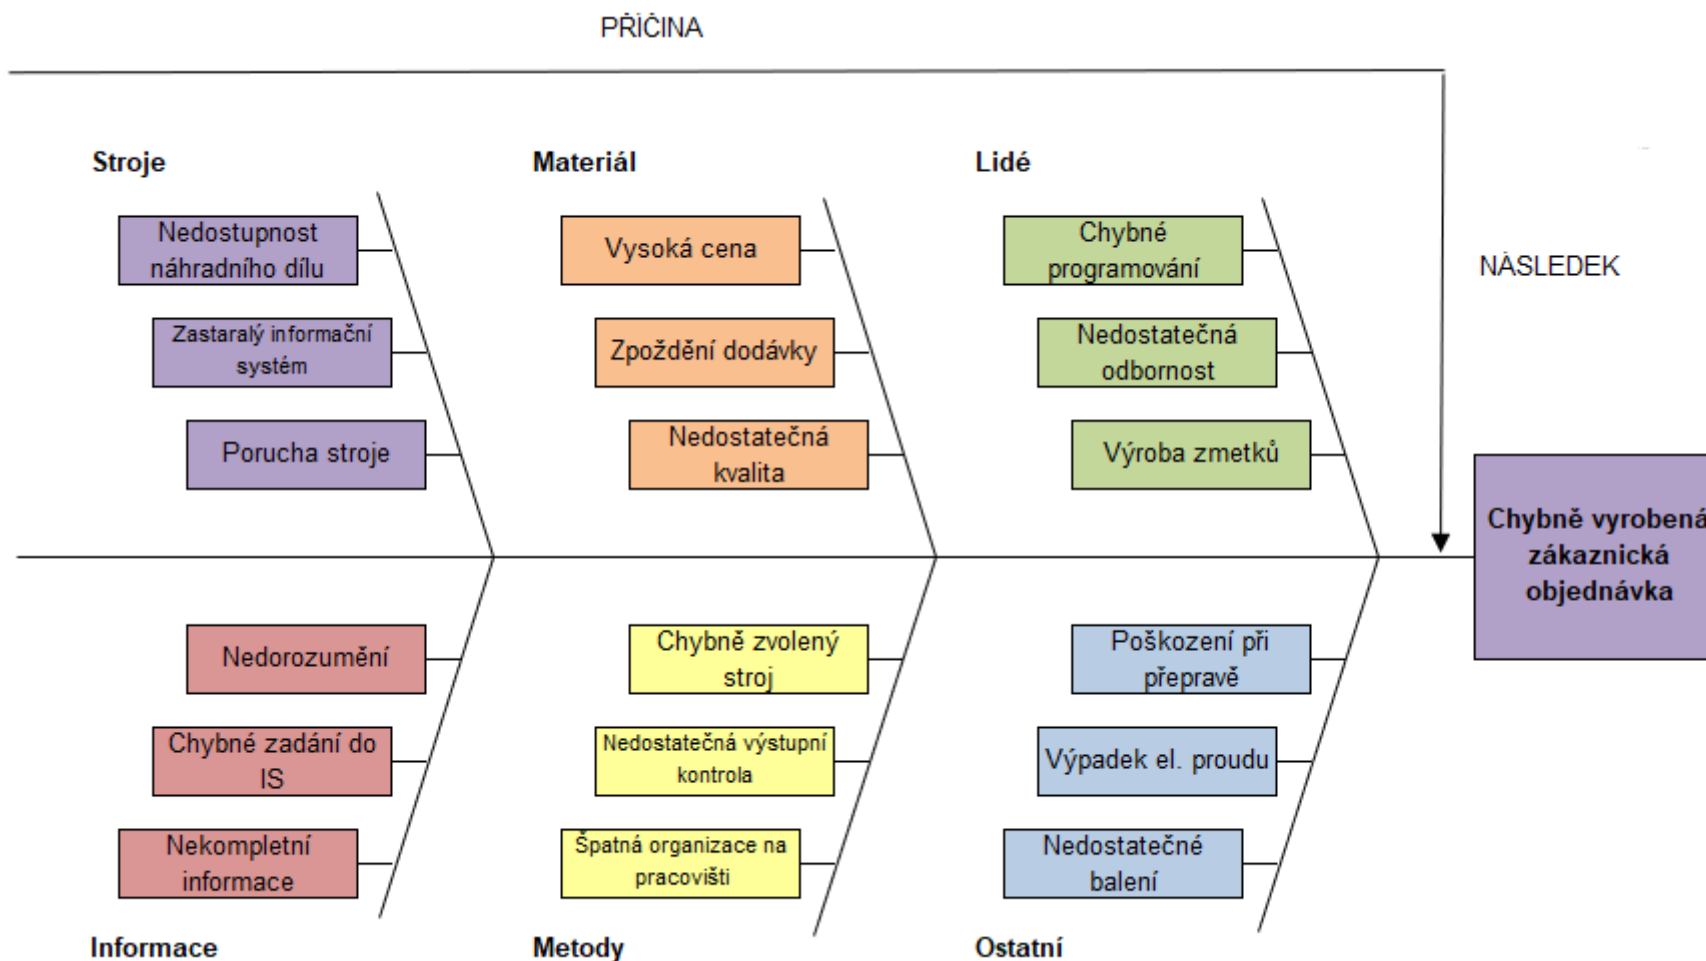 PŘÍČINA
Stroje
Materiál
Lidé
Nedostupnost
náhradního dílu
Vysoká cena
Chybné
programování
NÁSLEDEK
Zastaralý informační
systém
Zpoždění dodávky
Nedostatečná
odbornost
Porucha stroje
Nedostatečná
kvalita
Výroba zmetků
Chybně vyrobená
zákaznická
objednávka
Nedorozumění
Chybně zvolený
stroj
Poškození při
přepravě
Chybné zadání do
IS
Nedostatečná výstupní
kontrola
Výpadek el. proudu
Nekompletní
informace
Špatná organizace na
pracovišti
Nedostatečné
balení
Informace
Metody
Ostatní